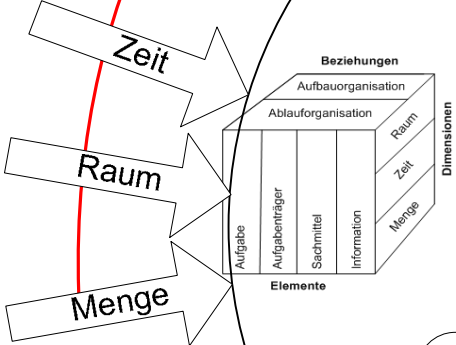 Zeit
Raum
Menge
Beziehungen
Aufbauorganisation
Ablauforganisation
Raum
Zeit
Menge
Dimensionen
Aufgabe
Aufgabenträger
Sachmittel
Information
Elemente